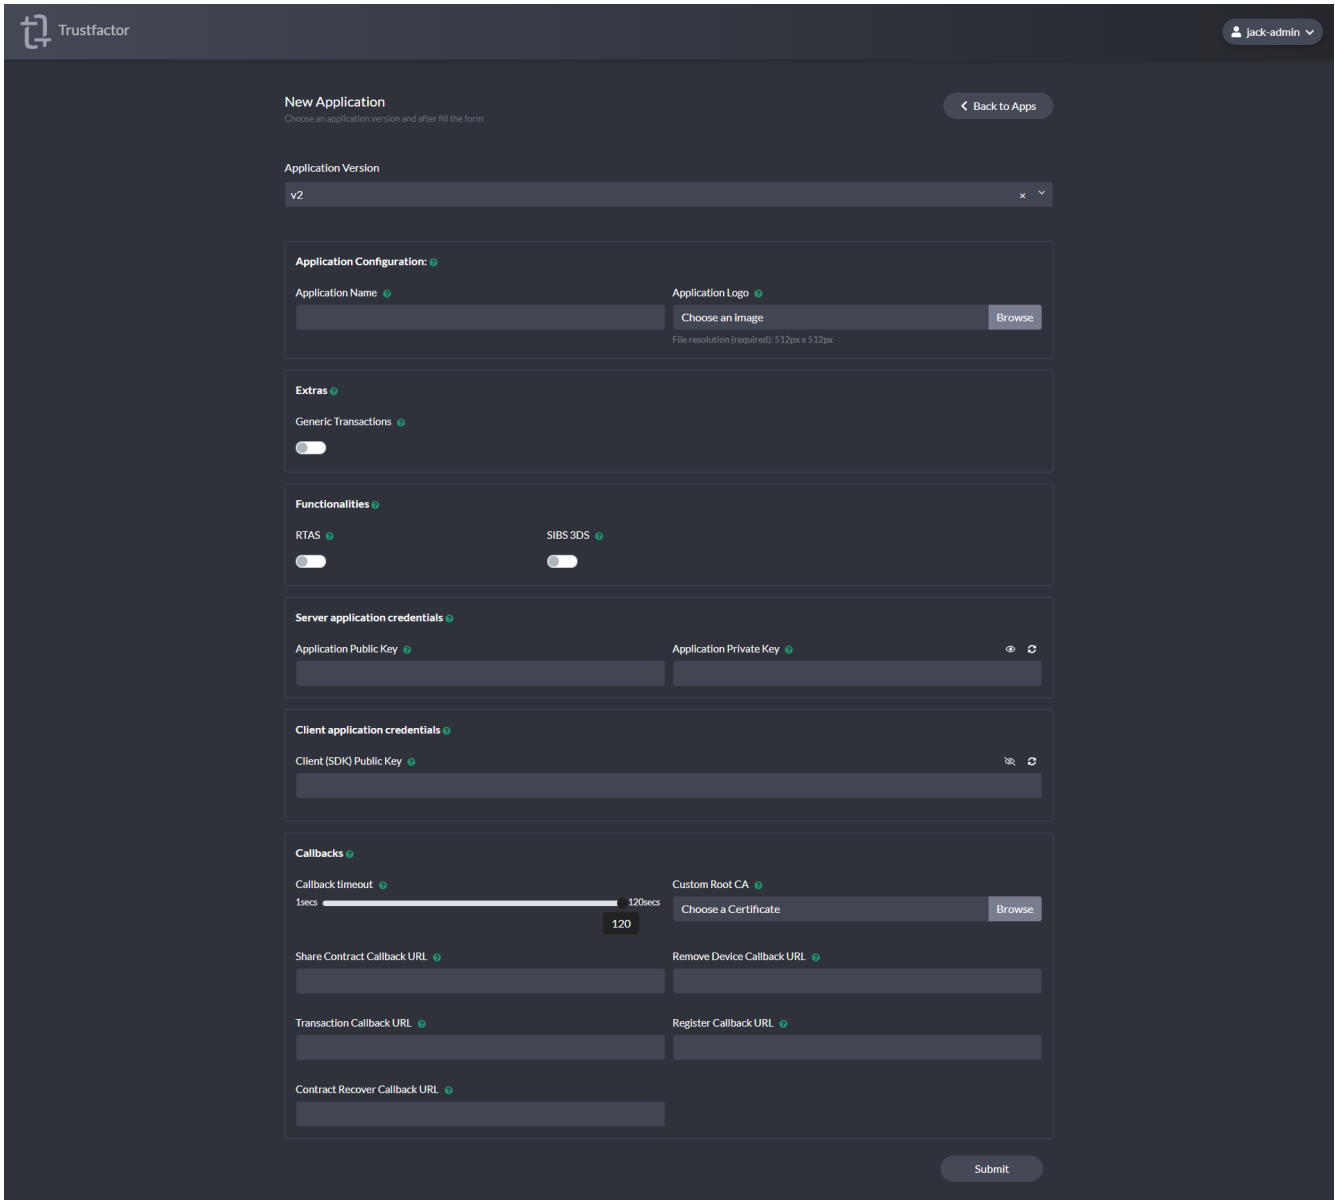 Trustfactor
jack-admin
New Application
Back to Apps
Choose an application version and after fill the form
Application Version
v2
Application Configuration:
Application Name
Application Logo
Choose an image
Browse
File resolution (required): 512px x 512px
Extras
Generic Transactions
Functionalities
RTAS
SIBS 3DS
Server application credentials
Application Public Key
Application Private Key
Client application credentials
Client (SDK) Public Key
Callbacks
Callback timeout
Custom Root CA
1secs
120secs
Choose a Certificate
Browse
120
Share Contract Callback URL
Remove Device Callback URL
Transaction Callback URL
Register Callback URL
Contract Recover Callback URL
Submit